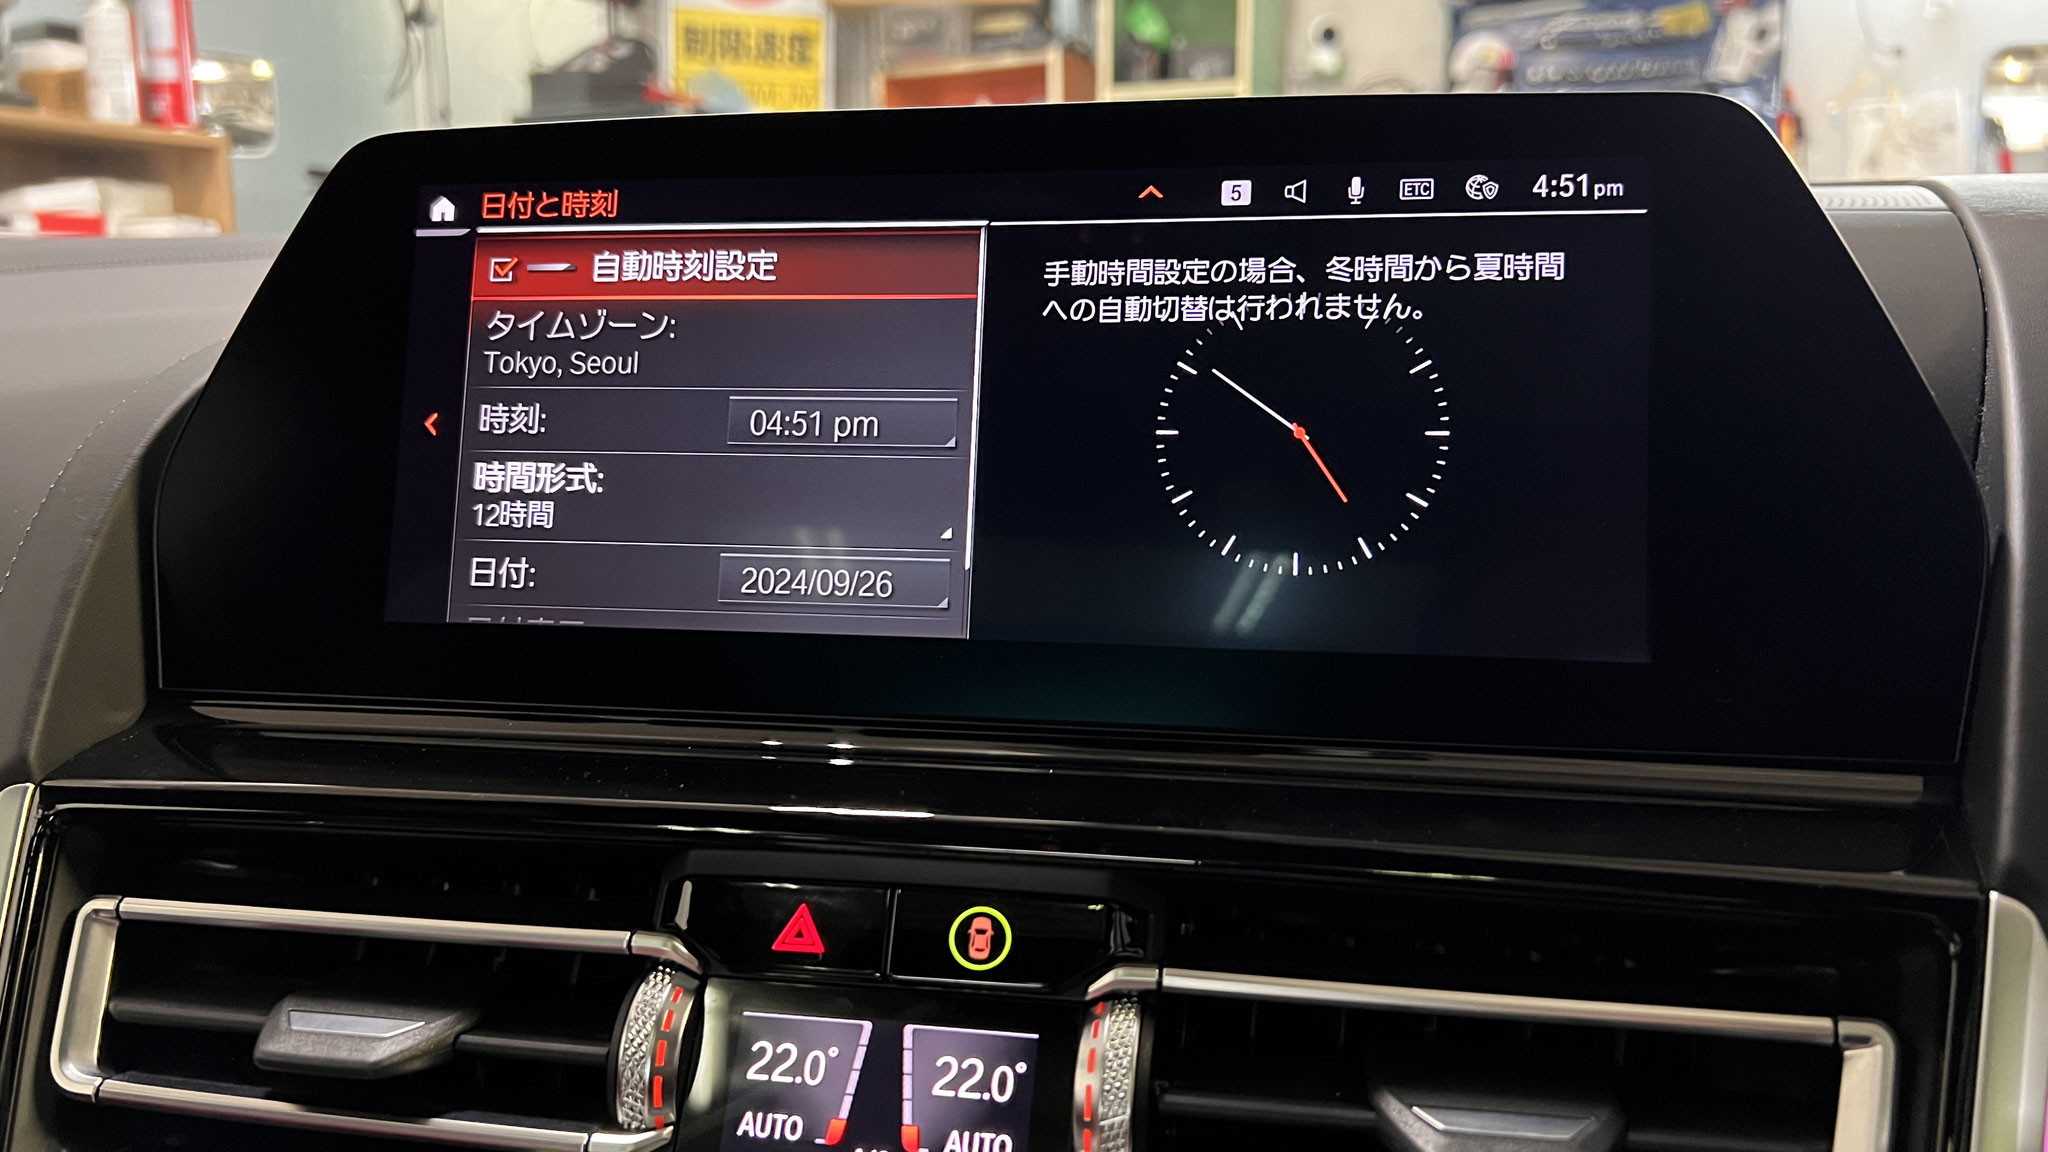 制限速度
日付と時刻
5
ETC
4:51pm
自動時刻設定
タイムゾーン:
Tokyo, Seoul
時刻:
04:51 pm
時間形式:
12時間
日付:
2024/09/26
手動時間設定の場合、冬時間から夏時間
への自動切替は行われません。
22.0°
AUTO
22.0°
AUTO